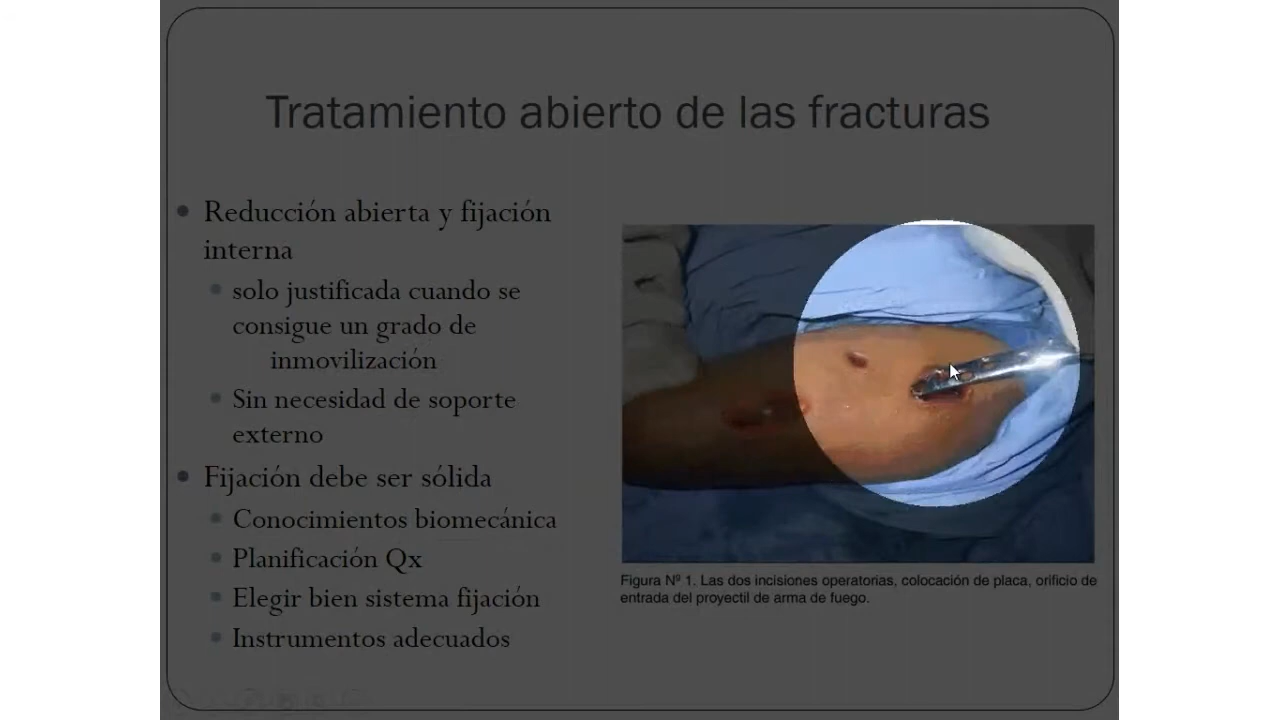 Tratamiento abierto de las fracturas
Reducción abierta y fijación
interna
solo justificada cuando se
consigue un grado de
inmovilización
Sin necesidad de soporte
externo
Fijación debe ser sólida
Conocimientos biomecánica
Planificación Qx
Elegir bien sistema fijación
Instrumentos adecuados
Figura Nº 1. Las dos incisiones operatorias, colocación de placa, orificio de
entrada del proyectil de arma de fuego.